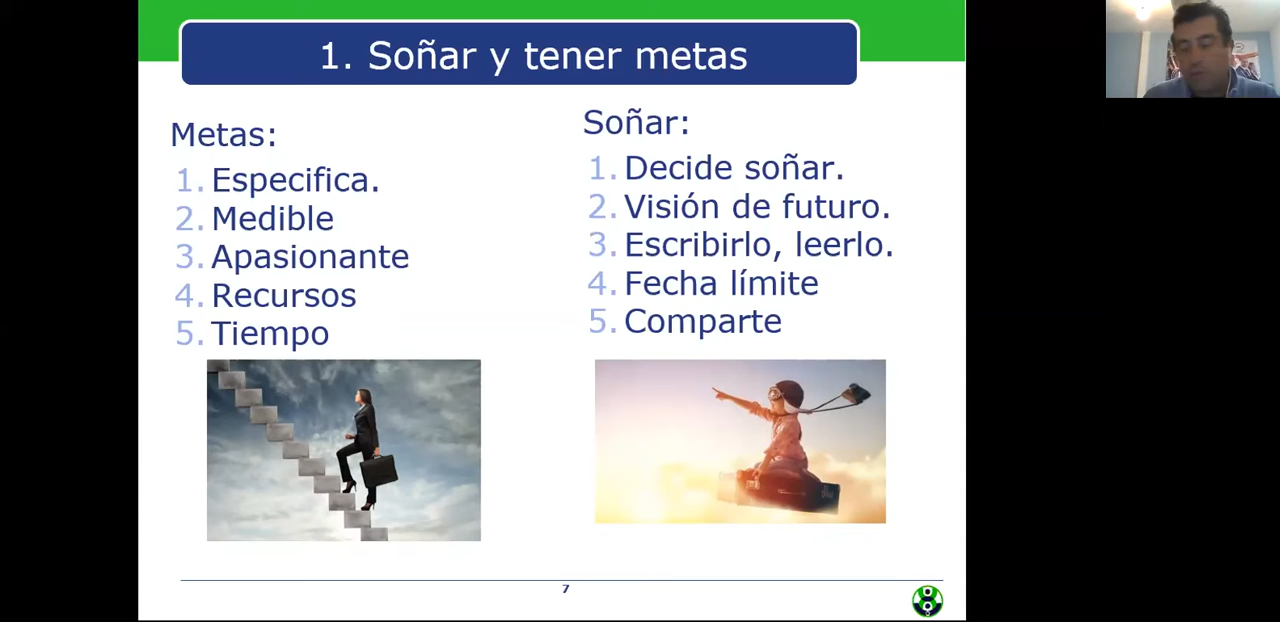 1. Soñar y tener metas
Metas:
1. Especifica.
2. Medible
3. Apasionante
4. Recursos
5. Tiempo
Soñar:
1. Decide soñar.
2. Visión de futuro.
3. Escribirlo, leerlo.
4. Fecha límite
5. Comparte
7